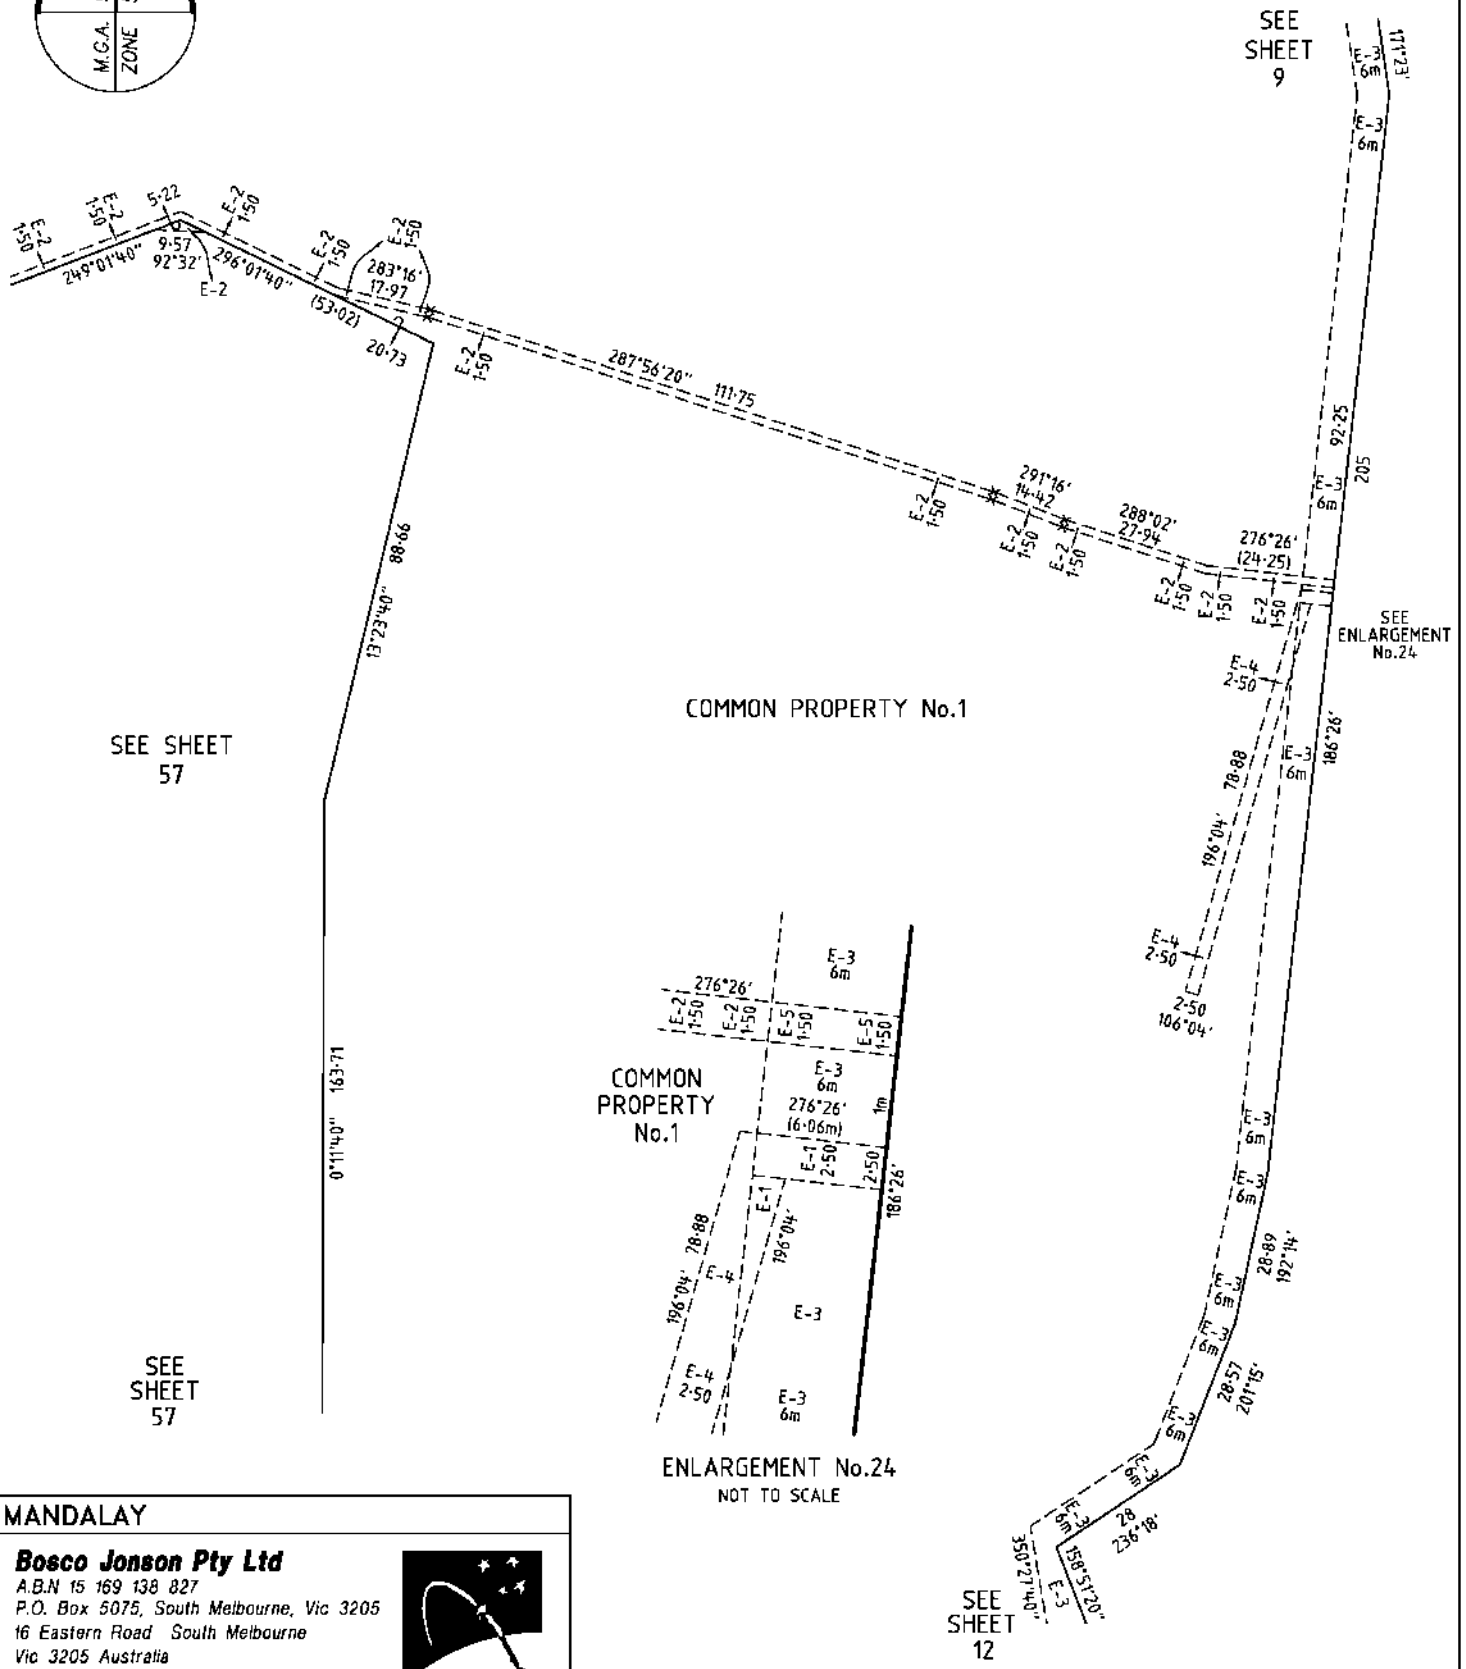 M.G.A.
ZONE
SEE
SHEET
9
E-3
6m
171°23'
E-3
6m
E-2
1·50
E-2
1·50
5·22
E-2
1·50
E-2
1·50
E-2
1·50
249°01'40"
9·57
92°32'
296°01'40"
E-2
(53·02)
283°16'
17·97
20·73
E-2
1·50
287°56'20" 111·75
92·25
205
E-3
6m
E-2
1·50
291°16'
14·42
E-2
1·50
E-2
1·50
288°02'
27·94
276°26'
(24·25)
E-2
1·50
E-2
1·50
E-2
1·50
SEE
ENLARGEMENT
No.24
13°23'40" 88·66
E-4
2·50
COMMON PROPERTY No.1
SEE SHEET
57
E-3
6m
186°26'
196°04' 78·88
E-4
2·50
2·50
106°04'
E-3
6m
276°26'
E-2
1·50
E-2
1·50
E-5
1·50
E-5
1·50
COMMON
PROPERTY
No.1
E-3
6m
276°26'
(6·06m)
1m
E-1
2·50
2·50
186°26'
E-1
196°04' 78·88
196°04'
E-4
E-3
E-4
2·50
E-3
6m
ENLARGEMENT No.24
NOT TO SCALE
0°11'40" 163·71
E-3
6m
E-3
6m
28·89
192°14'
E-3
6m
E-3
6m
28·57
201°15'
E-3
6m
E-3
6m
E-3
6m
28
236°18'
350°27'40"
E-3
158°51'20"
SEE
SHEET
57
SEE
SHEET
12
MANDALAY
Bosco Jonson Pty Ltd
A.B.N 15 169 138 827
P.O. Box 5075, South Melbourne, Vic 3205
16 Eastern Road South Melbourne
Vic 3205 Australia